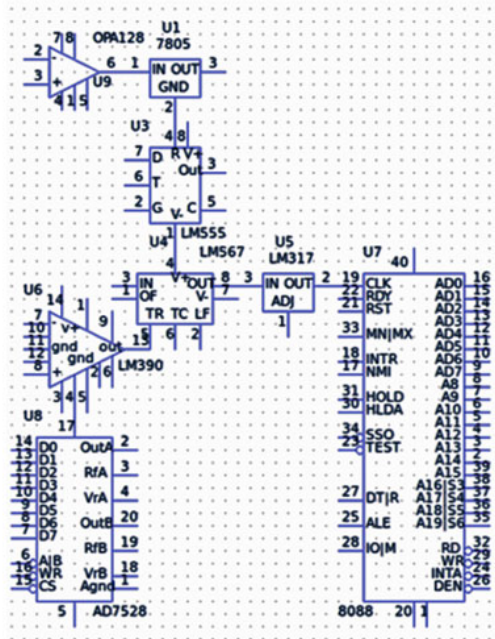 U1
7 8 OPA128 7805
2 -
3 +
6 1 IN OUT 3
U9 GND
4 1 5
2
U3 4 8
7 D R V+
Out 3
6 T
2 G V- C 5
1 LM555
U4 LM567
4
3 IN V+ OUT 8
1 OF V- 7
TR TC LF
5 6 2
U5
LM317
3 IN OUT 2
ADJ
1
U6
14 1 9
7 -
10 v+
11 gnd out 13
12 gnd
8 + 2 6 LM390
3 4 5
U8 17
14 D0 OutA 2
13 D1
12 D2 RfA 3
11 D3
10 D4 VrA 4
9 D5
8 D6 OutB 20
7 D7
RfB 19
6 A|B
16 WR VrB 18
15 CS Agnd 1
5 AD7528
U7
40
19 CLK AD0 16
22 RDY AD1 15
21 RST AD2 14
AD3 13
33 MN|MX AD4 12
AD5 11
18 INTR AD6 10
17 NMI AD7 9
A8 8
31 HOLD A9 7
30 HLDA A10 6
A11 5
34 SSO A12 4
23 TEST A13 3
A14 2
A15 39
A16|S3 38
27 DT|R A17|S4 37
A18|S5 36
25 ALE A19|S6 35
28 IO|M RD 32
WR 29
INTA 24
DEN 26
8088 20 1